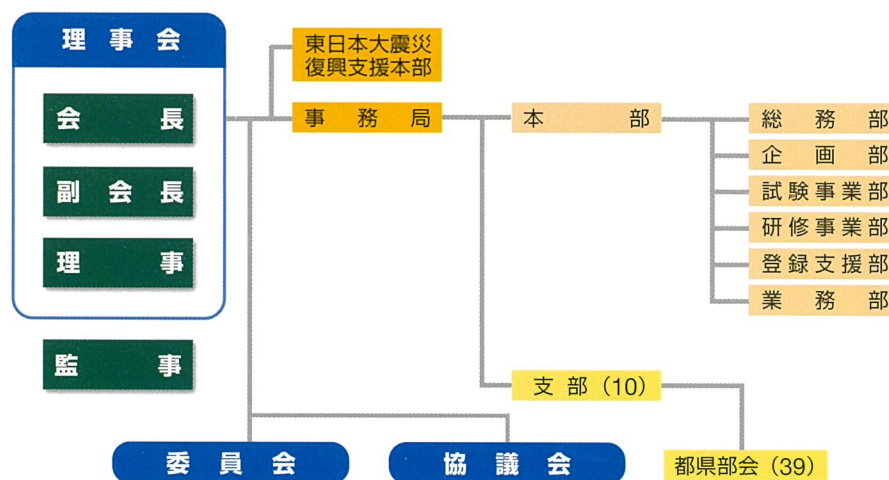 理事会
会長
副会長
理事
監事
東日本大震災
復興支援本部
事務局
本部
総務部
企画部
試験事業部
研修事業部
登録支援部
業務部
支部（10）
都県部会（39）
委員会
協議会